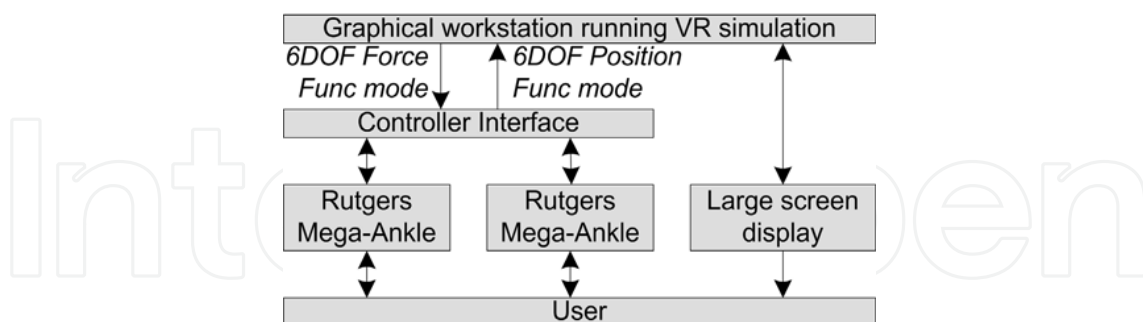 Graphical workstation running VR simulation
6DOF Force
Func mode
6DOF Position
Func mode
Controller Interface
Rutgers
Mega-Ankle
Rutgers
Mega-Ankle
Large screen
display
User